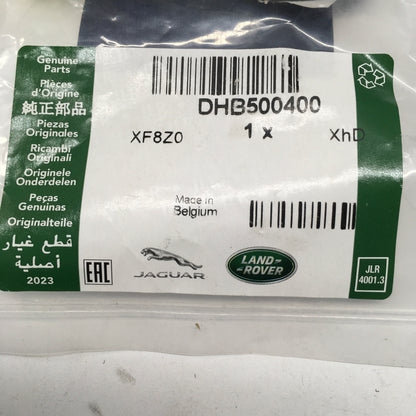 Genuine
Parts
Pièces
d'Origine
純正部品
Piezas
Originales
Ricambi
Originali
Originele
Onderdelen
Peças
Genuinas
Originalteile
قطع غيار
أصلية
2023
DHB500400
XF8Z0 1 x XhD
Made in
Belgium
EAC
JAGUAR
LAND-
ROVER
JLR
4001.3